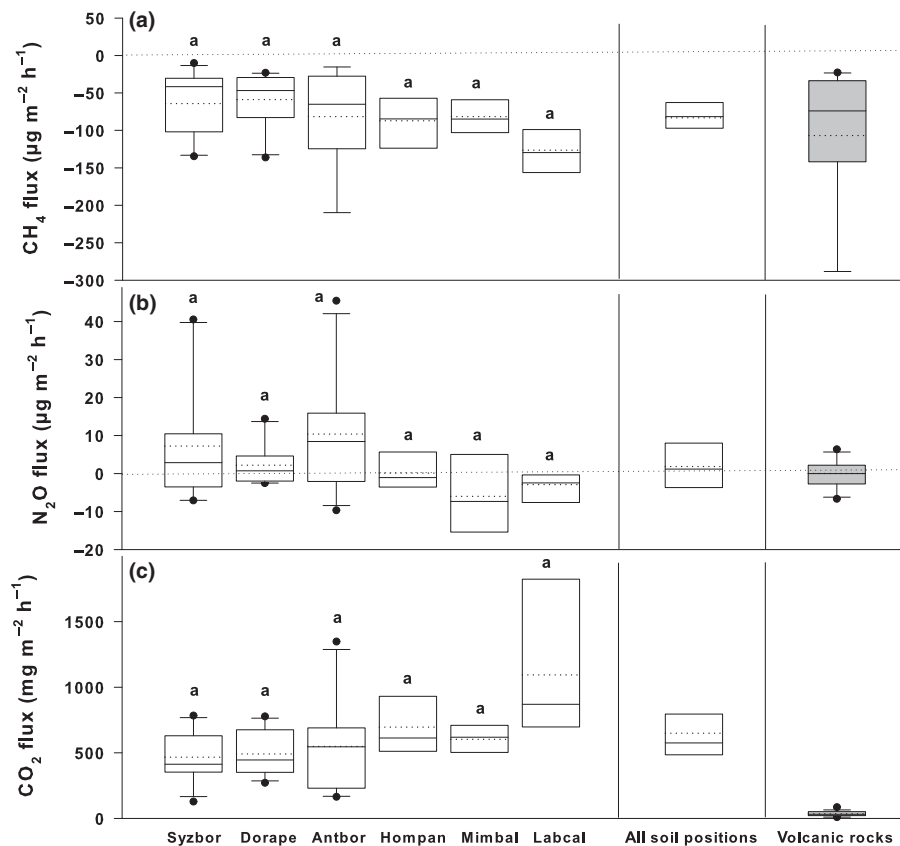 (a)
CH₄ flux (µg m⁻² h⁻¹)
50
0
−50
−100
−150
−200
−250
−300
a a a a a a
(b)
N₂O flux (µg m⁻² h⁻¹)
40
30
20
10
0
−10
−20
a a a a a a
(c)
CO₂ flux (mg m⁻² h⁻¹)
1500
1000
500
0
a a a a a a
Syzbor Dorape Antbor Hompan Mimbal Labcal All soil positions Volcanic rocks